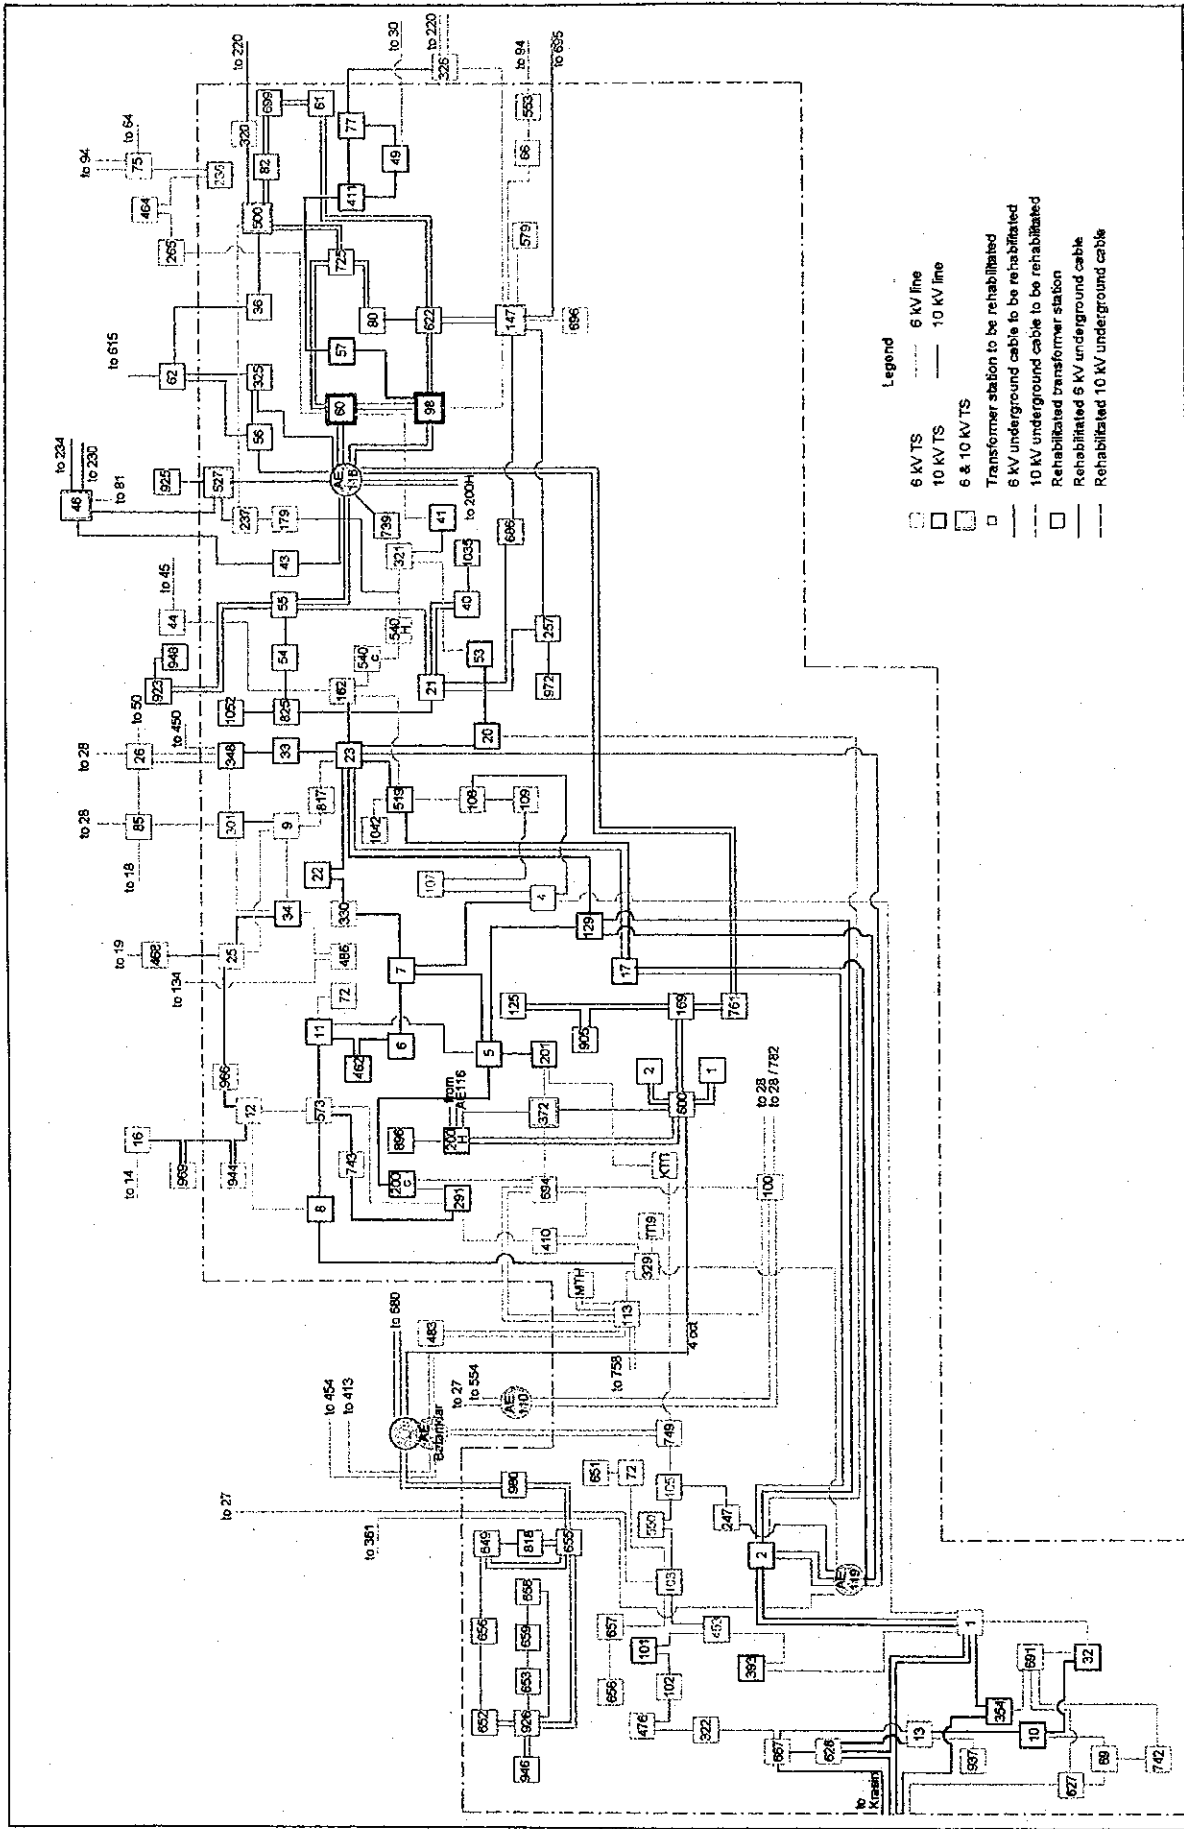 to 220
to 30
to 220
326
to 94
to 695
to 94
to 64
75
464
236
265
320
699
61
82
500
77
49
411
66
553
579
725
80
622
147
696
36
57
to 615
62
325
56
60
98
AE
116
to 234
to 230
to 81
46
925
527
237
179
43
739
41
321
to 200H
686
to 45
44
55
54
40
1035
540
H
540
c
53
257
972
948
923
1052
825
162
21
to 50
to 450
to 28
26
348
33
23
20
to 28
85
to 18
301
9
817
519
1042
108
109
22
107
4
34
330
129
to 19
468
25
to 134
486
7
17
72
11
462
6
125
905
169
761
5
201
2
1
966
12
16
to 14
969
944
573
743
896
from
AE116
200
H
372
600
to 28
to 28 / 782
8
200
c
291
694
100
410
329
MTH
113
to 758
4 cct
483
to 680
to 454
to 413
to 27
to 554
AE
110
AE
749
980
651
72
105
247
to 27
to 361
649
818
655
103
2
AE
119
656
658
659
653
652
926
946
657
656
101
102
453
393
1
476
322
667
628
13
937
354
691
32
10
69
627
742
to
Krasin
Legend
6 kV TS
6 kV line
10 kV TS
10 kV line
6 & 10 kV TS
Transformer station to be rehabilitated
6 kV underground cable to be rehabilitated
10 kV underground cable to be rehabilitated
Rehabilitated transformer station
Rehabilitated 6 kV underground cable
Rehabilitated 10 kV underground cable